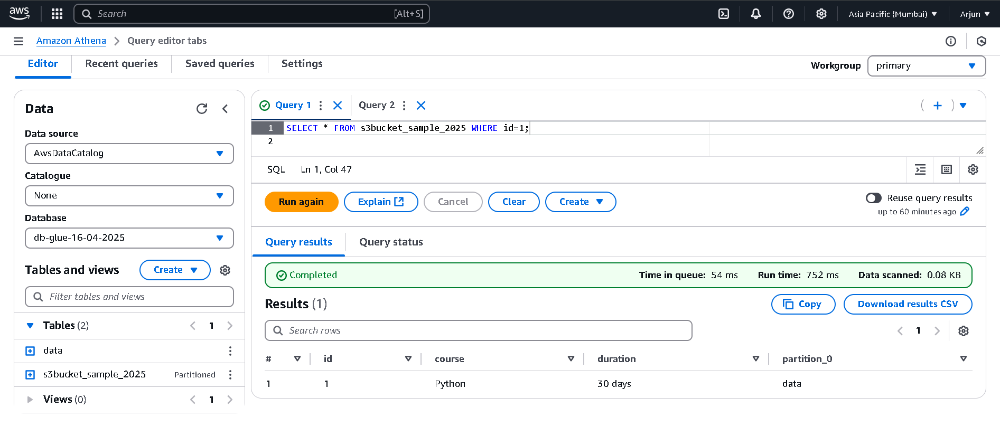 aws Search [Alt+S] Asia Pacific (Mumbai) Arjun
Amazon Athena > Query editor tabs
Editor Recent queries Saved queries Settings Workgroup primary
Data
Data source
AwsDataCatalog
Catalogue
None
Database
db-glue-16-04-2025
Tables and views Create
Filter tables and views
Tables (2) < 1 >
data
s3bucket_sample_2025 Partitioned
Views (0) < 1 >
Query 1 Query 2
1 SELECT * FROM s3bucket_sample_2025 WHERE id=1;
2
SQL Ln 1, Col 47
Run again Explain Cancel Clear Create Reuse query results
up to 60 minutes ago
Query results Query status
Completed Time in queue: 54 ms Run time: 752 ms Data scanned: 0.08 KB
Results (1) Copy Download results CSV
Search rows < 1 >
# id course duration partition_0
1 1 Python 30 days data